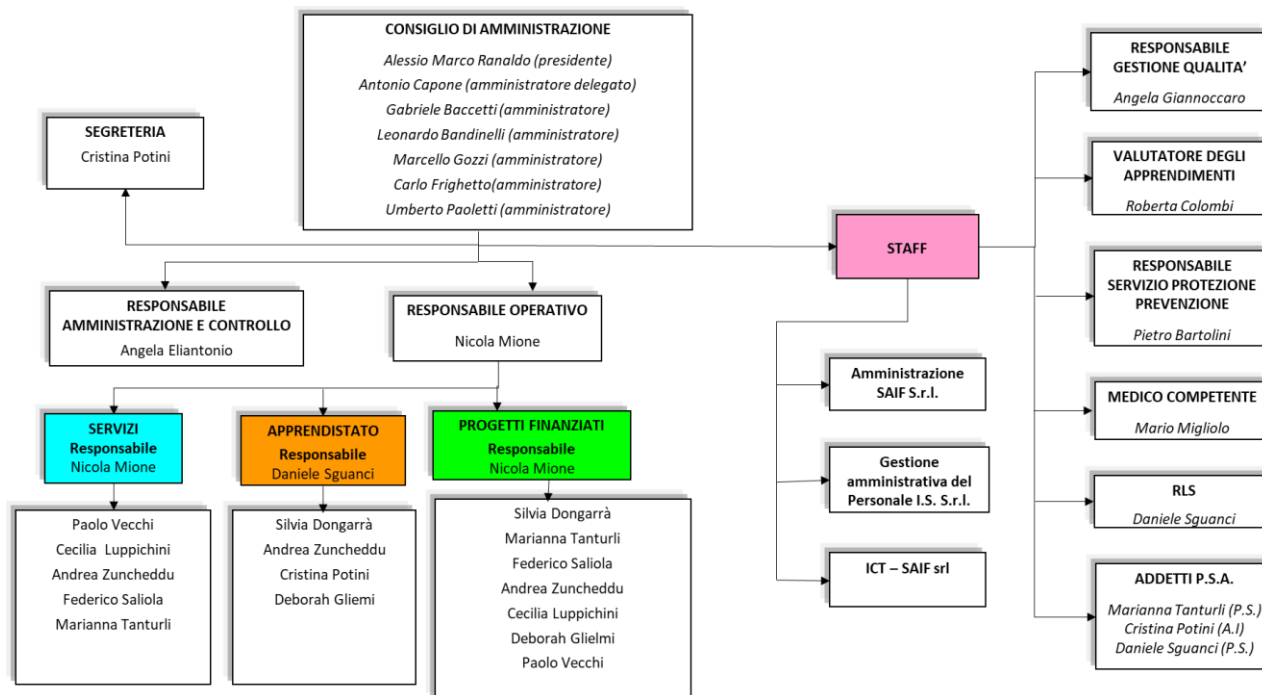 CONSIGLIO DI AMMINISTRAZIONE
Alessio Marco Ranaldo (presidente)
Antonio Capone (amministratore delegato)
Gabriele Baccetti (amministratore)
Leonardo Bandinelli (amministratore)
Marcello Gozzi (amministratore)
Carlo Frighetto(amministratore)
Umberto Paoletti (amministratore)
SEGRETERIA
Cristina Potini
STAFF
RESPONSABILE
AMMINISTRAZIONE E CONTROLLO
Angela Eliantonio
RESPONSABILE OPERATIVO
Nicola Mione
SERVIZI
Responsabile
Nicola Mione
Paolo Vecchi
Cecilia  Luppichini
Andrea Zuncheddu
Federico Saliola
Marianna Tanturli
APPRENDISTATO
Responsabile
Daniele Sguanci
Silvia Dongarrà
Andrea Zuncheddu
Cristina Potini
Deborah Gliemi
PROGETTI FINANZIATI
Responsabile
Nicola Mione
Silvia Dongarrà
Marianna Tanturli
Federico Saliola
Andrea Zuncheddu
Cecilia Luppichini
Deborah Glielmi
Paolo Vecchi
Amministrazione
SAIF S.r.l.
Gestione
amministrativa del
Personale I.S. S.r.l.
ICT – SAIF srl
RESPONSABILE
GESTIONE QUALITA’
Angela Giannoccaro
VALUTATORE DEGLI
APPRENDIMENTI
Roberta Colombi
RESPONSABILE
SERVIZIO PROTEZIONE
PREVENZIONE
Pietro Bartolini
MEDICO COMPETENTE
Mario Migliolo
RLS
Daniele Sguanci
ADDETTI P.S.A.
Marianna Tanturli (P.S.)
Cristina Potini (A.I)
Daniele Sguanci (P.S.)